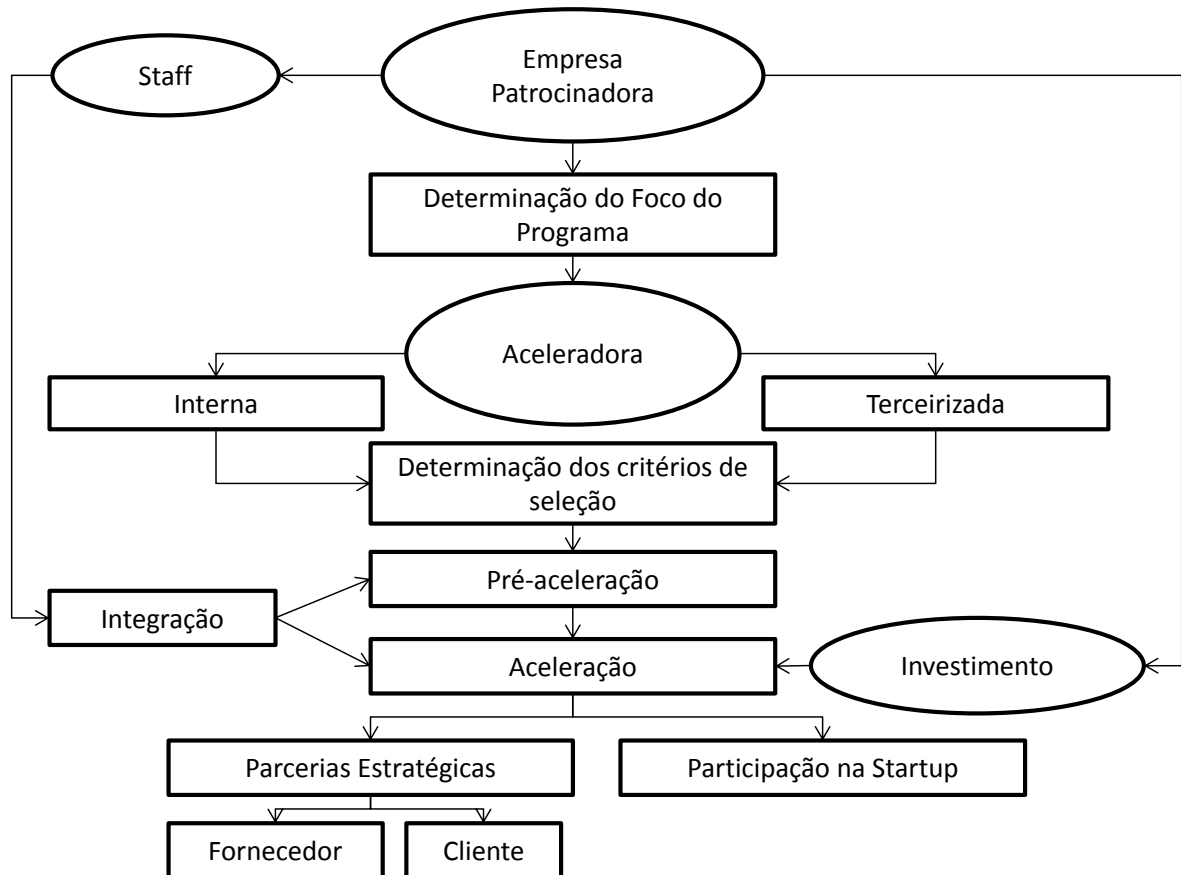 Staff
Empresa
Patrocinadora
Determinação do Foco do
Programa
Aceleradora
Interna
Terceirizada
Determinação dos critérios de
seleção
Pré-aceleração
Integração
Aceleração
Investimento
Parcerias Estratégicas
Participação na Startup
Fornecedor
Cliente